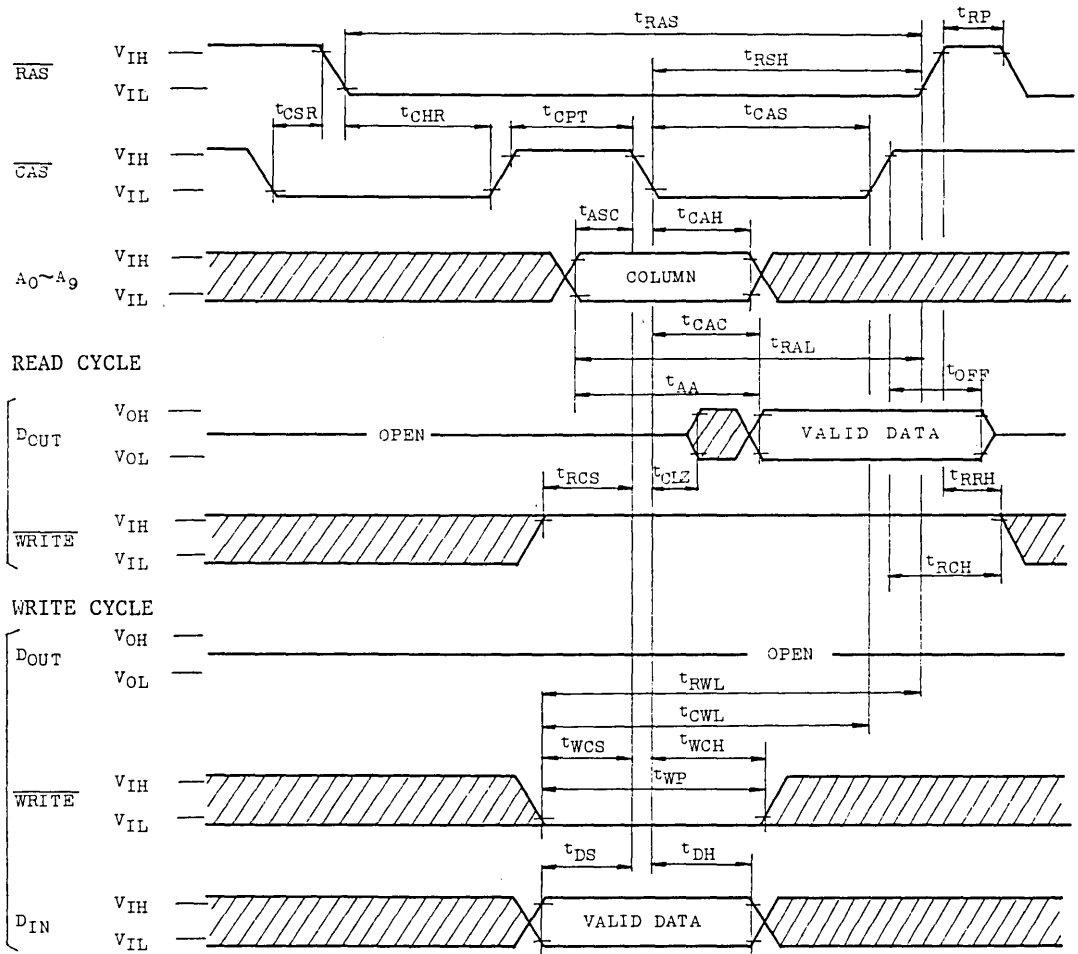 tRAS
tRP
RAS
VIH
VIL
tRSH
tCSR
tCHR
tCPT
tCAS
CAS
VIH
VIL
tASC
tCAH
A0~A9
VIH
VIL
COLUMN
tCAC
tRAL
READ CYCLE
tAA
tOFF
DCUT
VOH
VOL
OPEN
VALID DATA
tRCS
tCLZ
tRRH
WRITE
VIH
VIL
tRCH
WRITE CYCLE
DOUT
VOH
VOL
OPEN
tRWL
tCWL
tWCS
tWCH
tWP
WRITE
VIH
VIL
tDS
tDH
DIN
VIH
VIL
VALID DATA